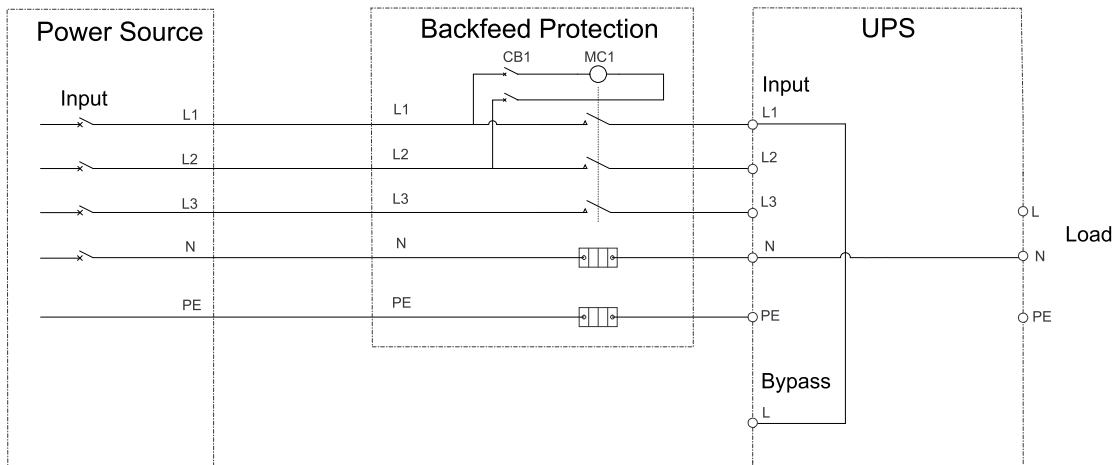 Power Source
Backfeed Protection
UPS
CB1
MC1
Input
Input
L1
L1
L1
L2
L2
L2
L3
L3
L3
L
Load
N
N
N
N
PE
PE
PE
PE
Bypass
L